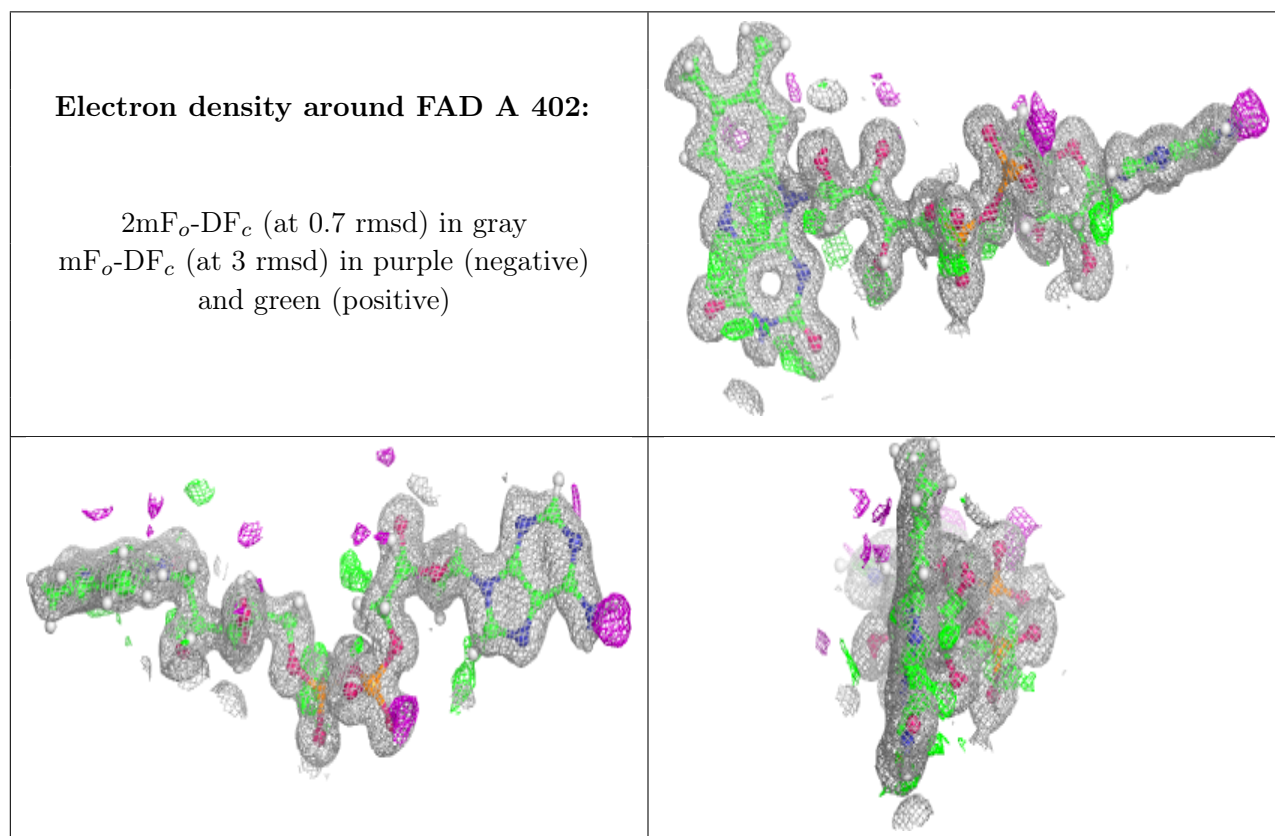 Electron density around FAD A 402:
2mFo-DFc (at 0.7 rmsd) in gray
mFo-DFc (at 3 rmsd) in purple (negative)
and green (positive)